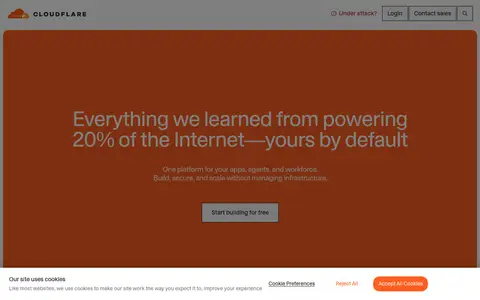 CLOUDFLARE
Under attack?
Login
Contact sales
Everything we learned from powering
20% of the Internet—yours by default
One platform for your apps, agents, and workforce.
Build, secure, and scale without managing infrastructure.
Start building for free
Our site uses cookies
Like most websites, we use cookies to make our site work the way you expect it to, improve your experience
Cookie Preferences
Reject All
Accept All Cookies